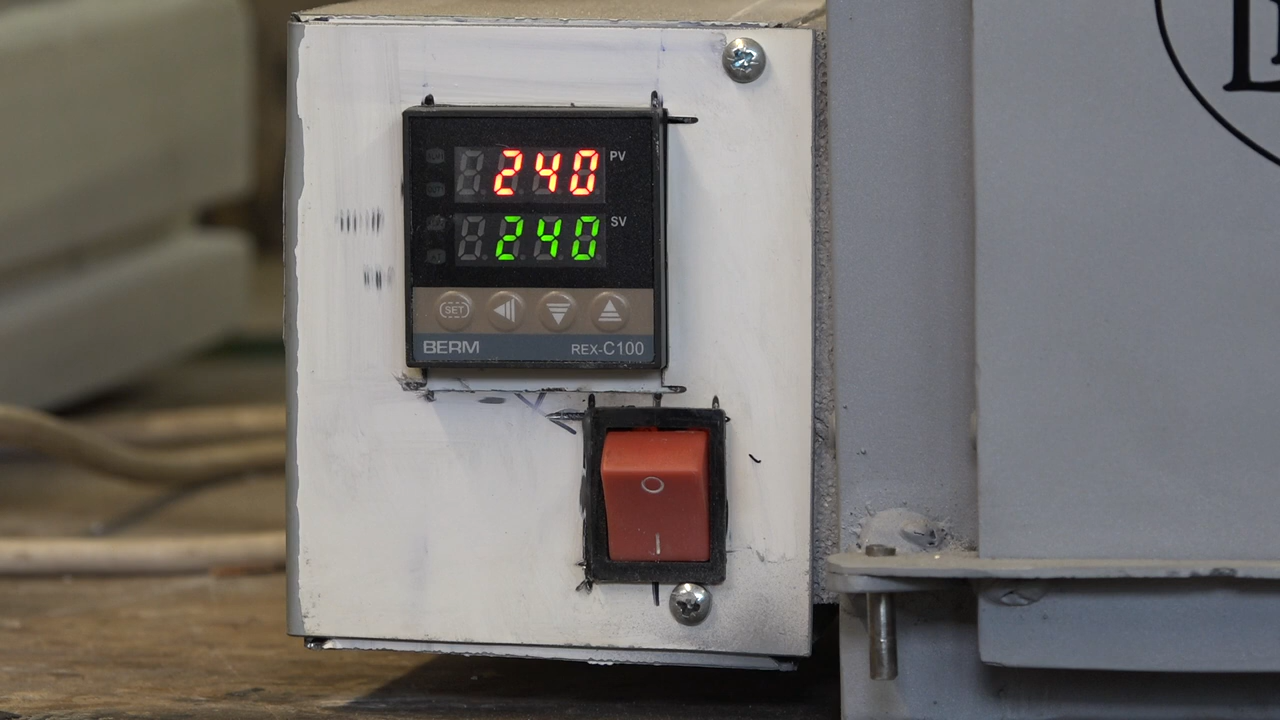 240 PV
240 SV
SET
BERM REX-C100
O
I